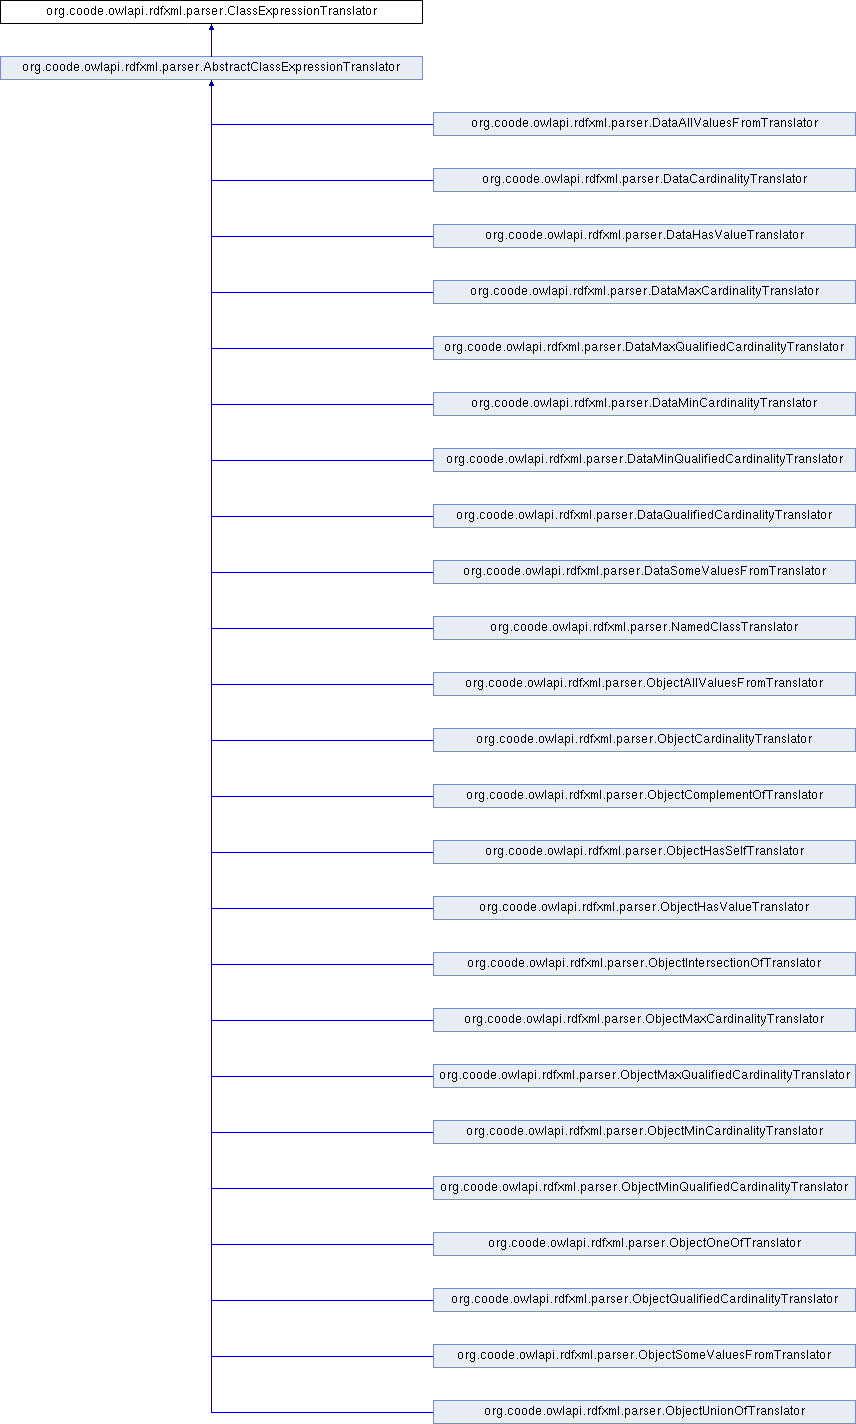 org.coode.owlapi.rdfxml.parser.ClassExpressionTranslator
org.coode.owlapi.rdfxml.parser.AbstractClassExpressionTranslator
org.coode.owlapi.rdfxml.parser.DataAllValuesFromTranslator
org.coode.owlapi.rdfxml.parser.DataCardinalityTranslator
org.coode.owlapi.rdfxml.parser.DataHasValueTranslator
org.coode.owlapi.rdfxml.parser.DataMaxCardinalityTranslator
org.coode.owlapi.rdfxml.parser.DataMaxQualifiedCardinalityTranslator
org.coode.owlapi.rdfxml.parser.DataMinCardinalityTranslator
org.coode.owlapi.rdfxml.parser.DataMinQualifiedCardinalityTranslator
org.coode.owlapi.rdfxml.parser.DataQualifiedCardinalityTranslator
org.coode.owlapi.rdfxml.parser.DataSomeValuesFromTranslator
org.coode.owlapi.rdfxml.parser.NamedClassTranslator
org.coode.owlapi.rdfxml.parser.ObjectAllValuesFromTranslator
org.coode.owlapi.rdfxml.parser.ObjectCardinalityTranslator
org.coode.owlapi.rdfxml.parser.ObjectComplementOfTranslator
org.coode.owlapi.rdfxml.parser.ObjectHasSelfTranslator
org.coode.owlapi.rdfxml.parser.ObjectHasValueTranslator
org.coode.owlapi.rdfxml.parser.ObjectIntersectionOfTranslator
org.coode.owlapi.rdfxml.parser.ObjectMaxCardinalityTranslator
org.coode.owlapi.rdfxml.parser.ObjectMaxQualifiedCardinalityTranslator
org.coode.owlapi.rdfxml.parser.ObjectMinCardinalityTranslator
org.coode.owlapi.rdfxml.parser.ObjectMinQualifiedCardinalityTranslator
org.coode.owlapi.rdfxml.parser.ObjectOneOfTranslator
org.coode.owlapi.rdfxml.parser.ObjectQualifiedCardinalityTranslator
org.coode.owlapi.rdfxml.parser.ObjectSomeValuesFromTranslator
org.coode.owlapi.rdfxml.parser.ObjectUnionOfTranslator